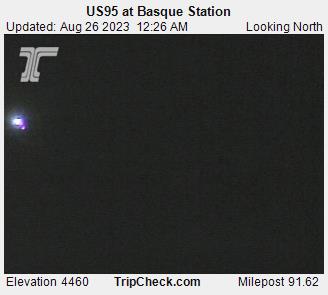 US95 at Basque Station
Updated: Aug 26 2023 12:26 AM Looking North
Elevation 4460 TripCheck.com Milepost 91.62